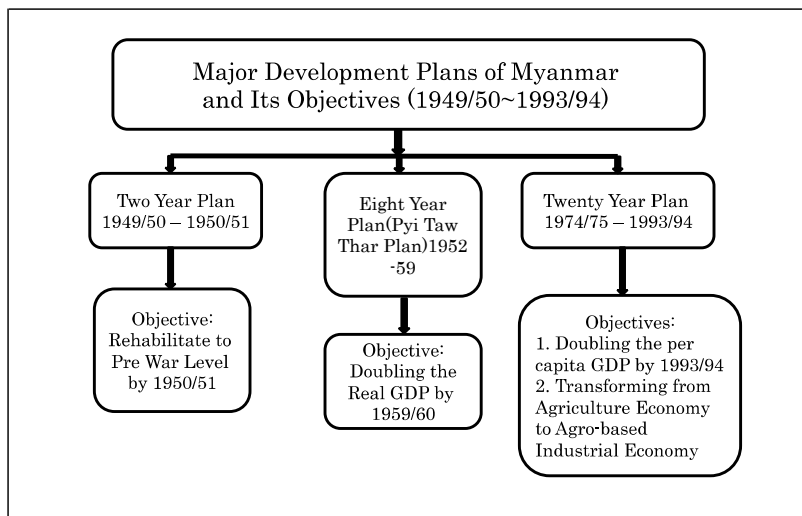 Major Development Plans of Myanmar
and Its Objectives (1949/50~1993/94)
Two Year Plan
1949/50 – 1950/51
Eight Year
Plan(Pyi Taw
Thar Plan)1952
-59
Twenty Year Plan
1974/75 – 1993/94
Objective:
Rehabilitate to
Pre War Level
by 1950/51
Objective:
Doubling the
Real GDP by
1959/60
Objectives:
1. Doubling the per
capita GDP by 1993/94
2. Transforming from
Agriculture Economy
to Agro-based
Industrial Economy